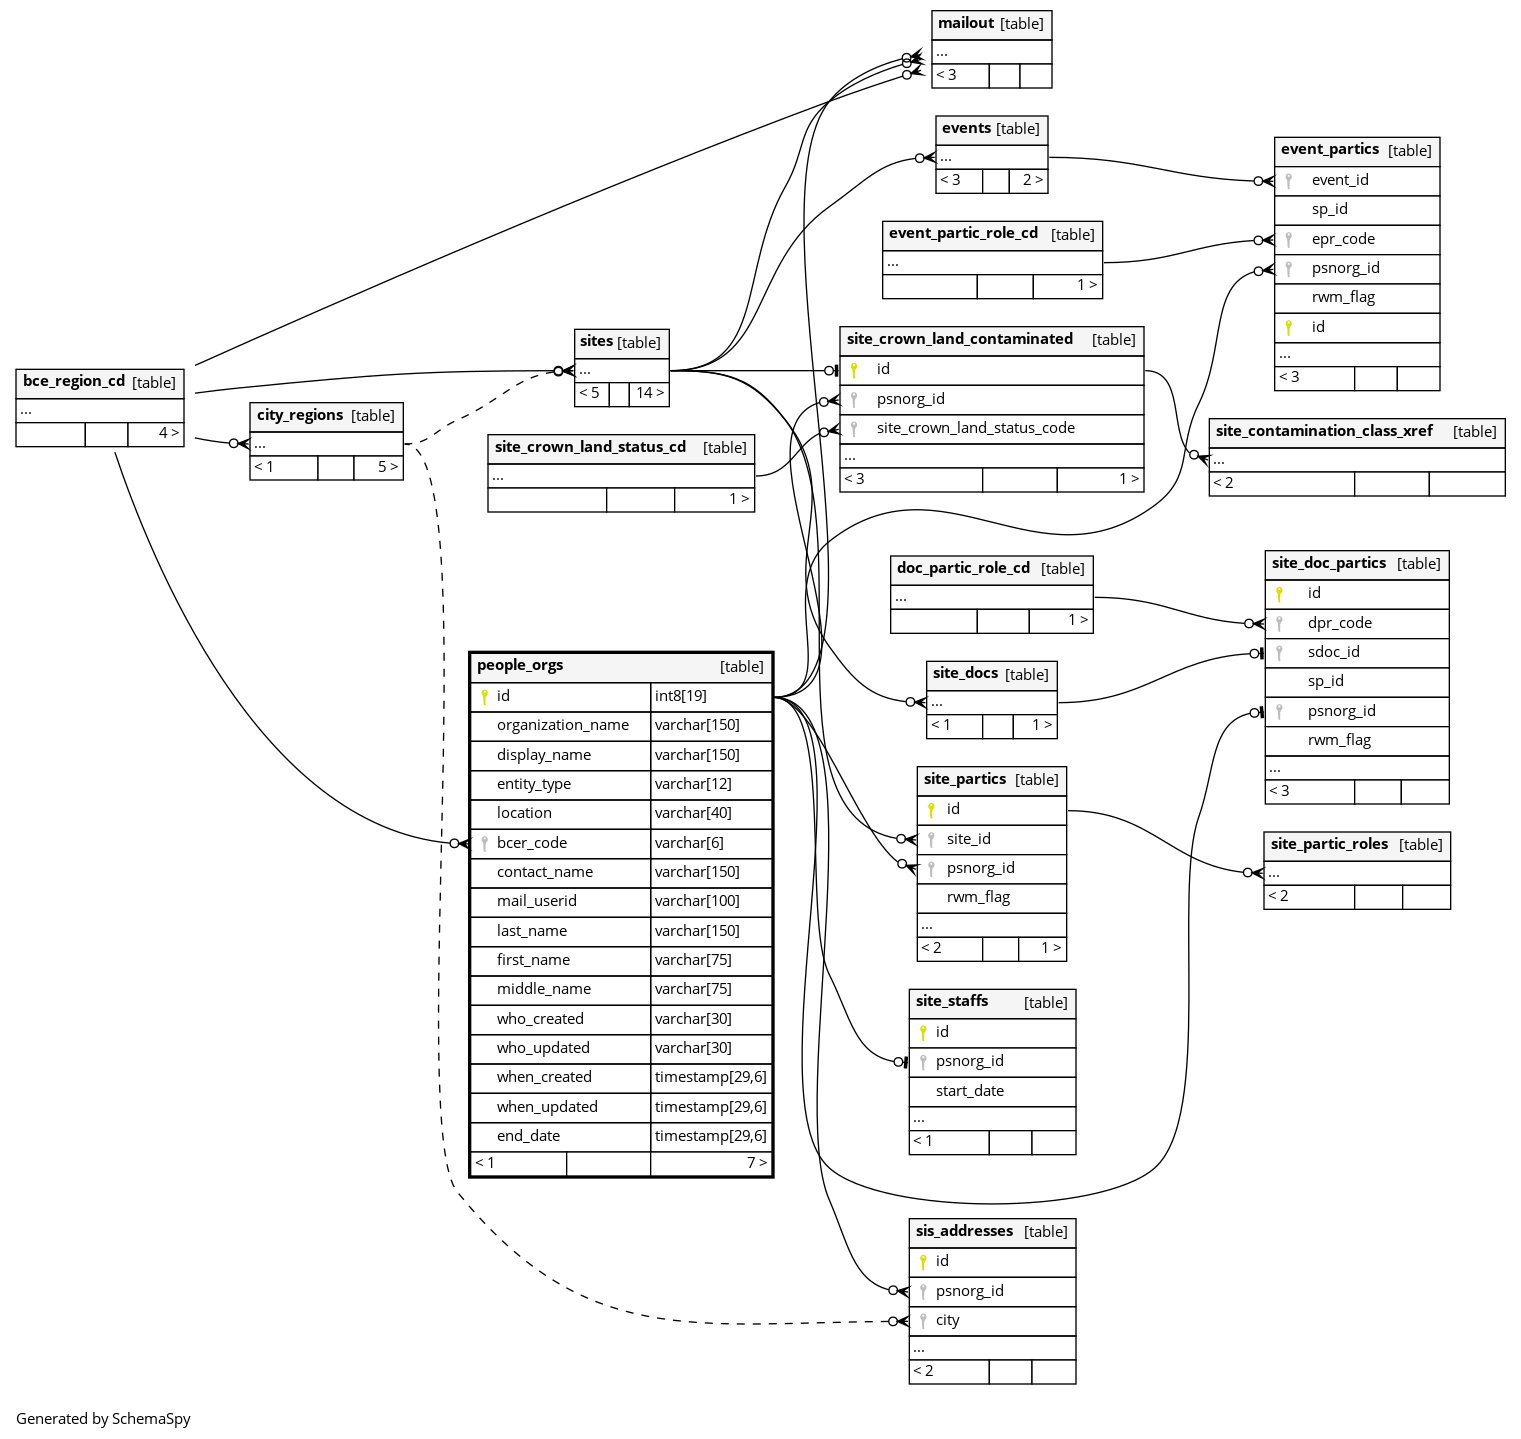 mailout [table]
...
< 3
events [table]
...
< 3 2 >
event_partics [table]
event_id
sp_id
epr_code
psnorg_id
rwm_flag
id
...
< 3
event_partic_role_cd [table]
...
1 >
sites [table]
...
< 5 14 >
site_crown_land_contaminated [table]
id
psnorg_id
site_crown_land_status_code
...
< 3 1 >
bce_region_cd [table]
...
4 >
city_regions [table]
...
< 1 5 >
site_crown_land_status_cd [table]
...
1 >
site_contamination_class_xref [table]
...
< 2
doc_partic_role_cd [table]
...
1 >
site_doc_partics [table]
id
dpr_code
sdoc_id
sp_id
psnorg_id
rwm_flag
...
< 3
people_orgs [table]
id int8[19]
organization_name varchar[150]
display_name varchar[150]
entity_type varchar[12]
location varchar[40]
bcer_code varchar[6]
contact_name varchar[150]
mail_userid varchar[100]
last_name varchar[150]
first_name varchar[75]
middle_name varchar[75]
who_created varchar[30]
who_updated varchar[30]
when_created timestamp[29,6]
when_updated timestamp[29,6]
end_date timestamp[29,6]
< 1 7 >
site_docs [table]
...
< 1 1 >
site_partics [table]
id
site_id
psnorg_id
rwm_flag
...
< 2 1 >
site_partic_roles [table]
...
< 2
site_staffs [table]
id
psnorg_id
start_date
...
< 1
sis_addresses [table]
id
psnorg_id
city
...
< 2
Generated by SchemaSpy